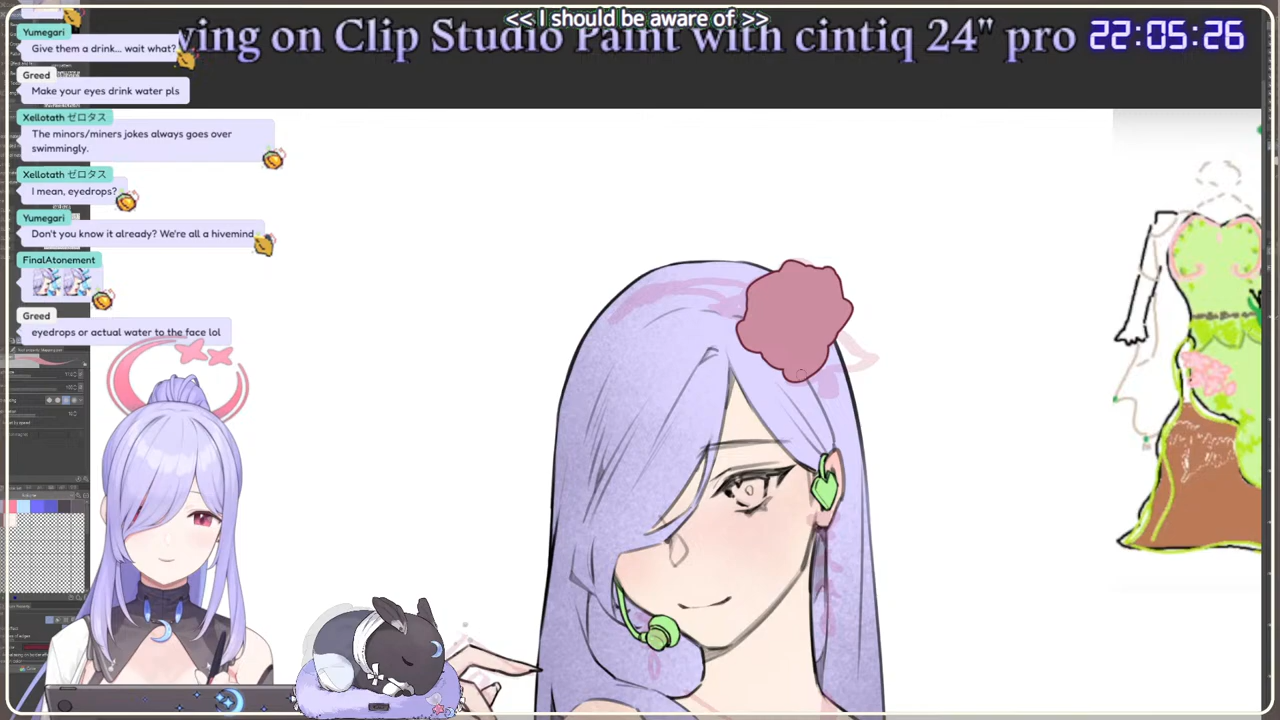 << I should be aware of >>
wing on Clip Studio Paint with cintiq 24" pro
22:05:26
Yumegari
Give them a drink... wait what?
Greed
Make your eyes drink water pls
Xellotath ゼロタス
The minors/miners jokes always goes over
swimmingly.
Xellotath ゼロタス
I mean, eyedrops?
Yumegari
Don't you know it already? We're all a hivemind
FinalAtonement
Greed
eyedrops or actual water to the face lol